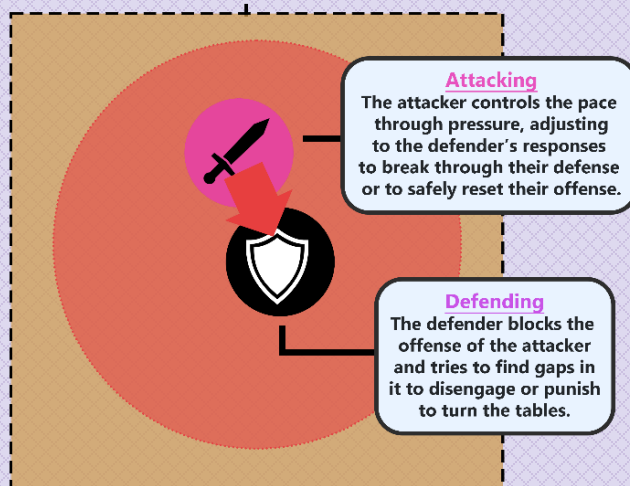 Attacking
The attacker controls the pace
through pressure, adjusting
to the defender's responses
to break through their defense
or to safely reset their offense.
Defending
The defender blocks the
offense of the attacker
and tries to find gaps in
it to disengage or punish
to turn the tables.